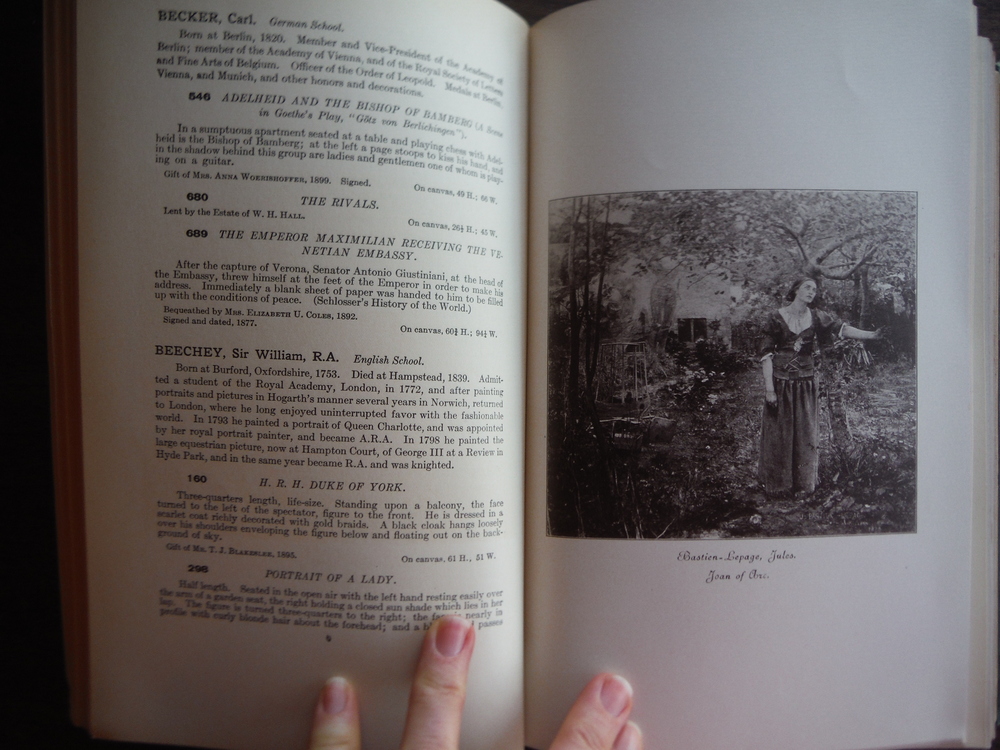 BECKER, Carl. German School.
Born at Berlin, 1820. Member and Vice-President of the Academy of
Berlin; member of the Academy of Vienna, and of the Royal Society of Letters
and Fine Arts of Belgium. Officer of the Order of Leopold. Medals at Berlin,
Vienna, and Munich, and other honors and decorations.
546 ADELHEID AND THE BISHOP OF BAMBERG (A Scene
in Goethe's Play, "Götz von Berlichingen").
In a sumptuous apartment seated at a table and playing chess with Adel-
heid is the Bishop of Bamberg; at the left a page stoops to kiss his hand, and
in the shadow behind this group are ladies and gentlemen one of whom is play-
ing on a guitar.
Gift of MRS. ANNA WOERISHOFFER, 1899. Signed.
On canvas, 49 H.; 66 W.
680 THE RIVALS.
Lent by the Estate of W. H. HALL.
On canvas, 26½ H.; 45 W.
689 THE EMPEROR MAXIMILIAN RECEIVING THE VE-
NETIAN EMBASSY.
After the capture of Verona, Senator Antonio Giustiniani, at the head of
the Embassy, threw himself at the feet of the Emperor in order to make his
address. Immediately a blank sheet of paper was handed to him to be filled
up with the conditions of peace. (Schlosser's History of the World.)
Bequeathed by MRS. ELIZABETH U. COLES, 1892.
Signed and dated, 1877.
On canvas, 60¾ H.; 94½ W.
BEECHEY, Sir William, R.A. English School.
Born at Burford, Oxfordshire, 1753. Died at Hampstead, 1839. Admit-
ted a student of the Royal Academy, London, in 1772, and after painting
portraits and pictures in Hogarth's manner several years in Norwich, returned
to London, where he long enjoyed uninterrupted favor with the fashionable
world. In 1793 he painted a portrait of Queen Charlotte, and was appointed
by her royal portrait painter, and became A.R.A. In 1798 he painted the
large equestrian picture, now at Hampton Court, of George III at a Review in
Hyde Park, and in the same year became R.A. and was knighted.
160 H. R. H. DUKE OF YORK.
Three-quarters length, life-size. Standing upon a balcony, the face
turned to the left of the spectator, figure to the front. He is dressed in a
scarlet coat richly decorated with gold braids. A black cloak hangs loosely
over his shoulders enveloping the figure below and floating out on the back-
ground of sky.
Gift of MR. T. J. BLAKESLEE, 1895.
On canvas, 61 H., 51 W.
298 PORTRAIT OF A LADY.
Half length. Seated in the open air with the left hand resting easily over
the arm of a garden seat, the right holding a closed sun shade which lies in her
lap. The figure is turned three-quarters to the right; the nearly in
profile with curly blonde hair about the forehead; and a passes
9
Bastien-Lepage, Jules.
Joan of Arc.